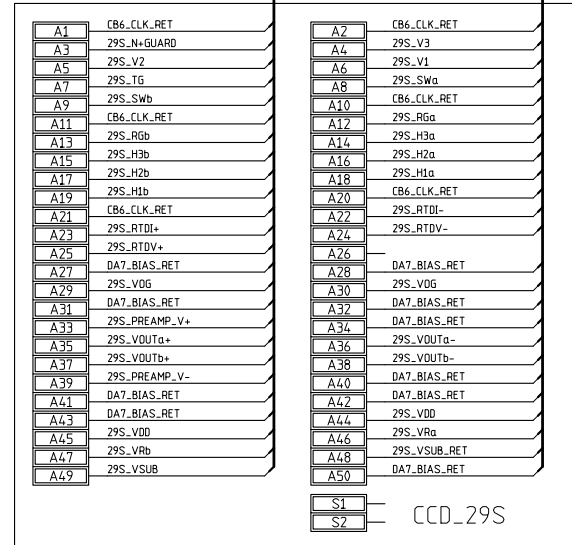 CB6_CLK_RET CB6_CLK_RET
A1 A2
29S_N+GUARD 29S_V3
A3 A4
29S_V2 29S_V1
A5 A6
29S_TG 29S_SWa
A7 A8
29S_SWb CB6_CLK_RET
A9 A10
CB6_CLK_RET 29S_RGa
A11 A12
29S_RGb 29S_H3a
A13 A14
29S_H3b 29S_H2a
A15 A16
29S_H2b 29S_H1a
A17 A18
29S_H1b CB6_CLK_RET
A19 A20
CB6_CLK_RET 29S_RTDI-
A21 A22
29S_RTDI+ 29S_RTDV-
A23 A24
29S_RTDV+
A25 A26
DA7_BIAS_RET DA7_BIAS_RET
A27 A28
29S_VOG 29S_VOG
A29 A30
DA7_BIAS_RET DA7_BIAS_RET
A31 A32
29S_PREAMP_V+ DA7_BIAS_RET
A33 A34
29S_VOUTa+ 29S_VOUTa-
A35 A36
29S_VOUTb+ 29S_VOUTb-
A37 A38
29S_PREAMP_V- DA7_BIAS_RET
A39 A40
DA7_BIAS_RET DA7_BIAS_RET
A41 A42
DA7_BIAS_RET 29S_VDD
A43 A44
29S_VDD 29S_VRa
A45 A46
29S_VRb 29S_VSUB_RET
A47 A48
29S_VSUB DA7_BIAS_RET
A49 A50
S1
S2
CCD_29S